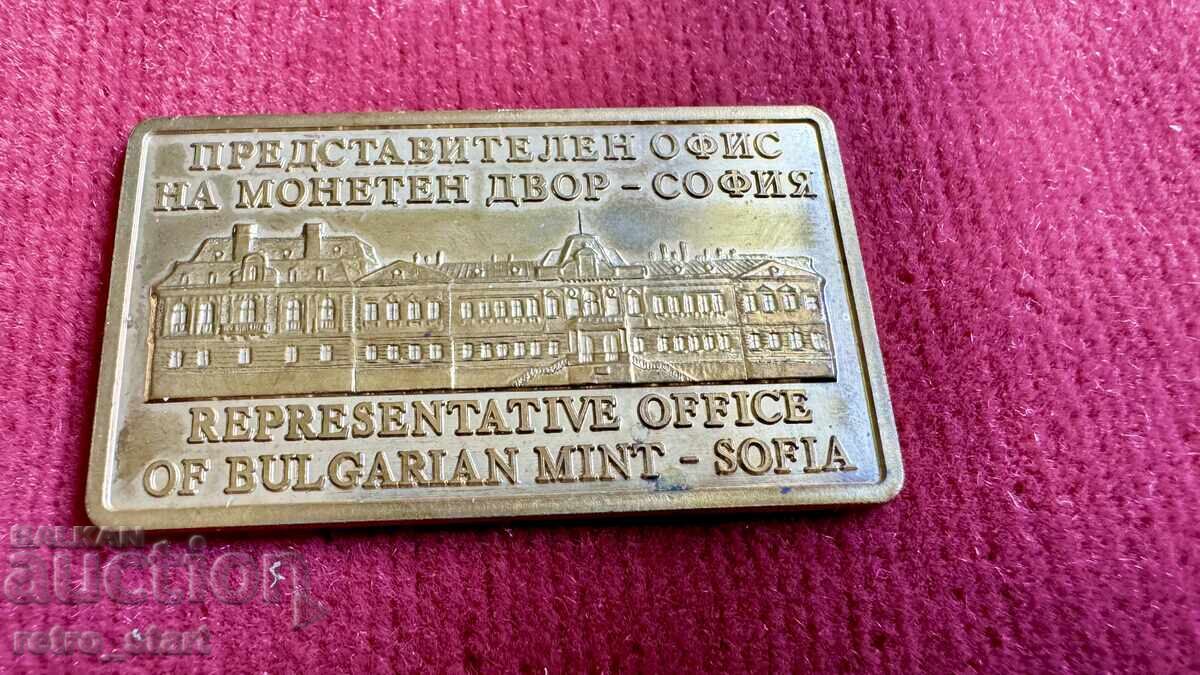 ПРЕДСТАВИТЕЛЕН ОФИС
НА МОНЕТЕН ДВОР - СОФИЯ
REPRESENTATIVE OFFICE
OF BULGARIAN MINT - SOFIA
BALKAN
auction
retro_start